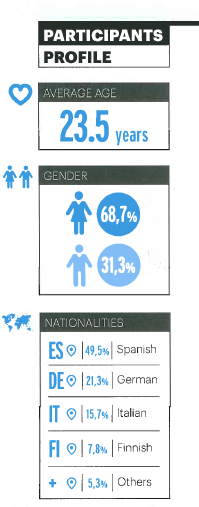 PARTICIPANTS
PROFILE
AVERAGE AGE
23.5 years
GENDER
68,7%
31,3%
NATIONALITIES
ES 49,5% Spanish
DE 21,3% German
IT 15,7% Italian
FI 7,8% Finnish
+ 5,3% Others